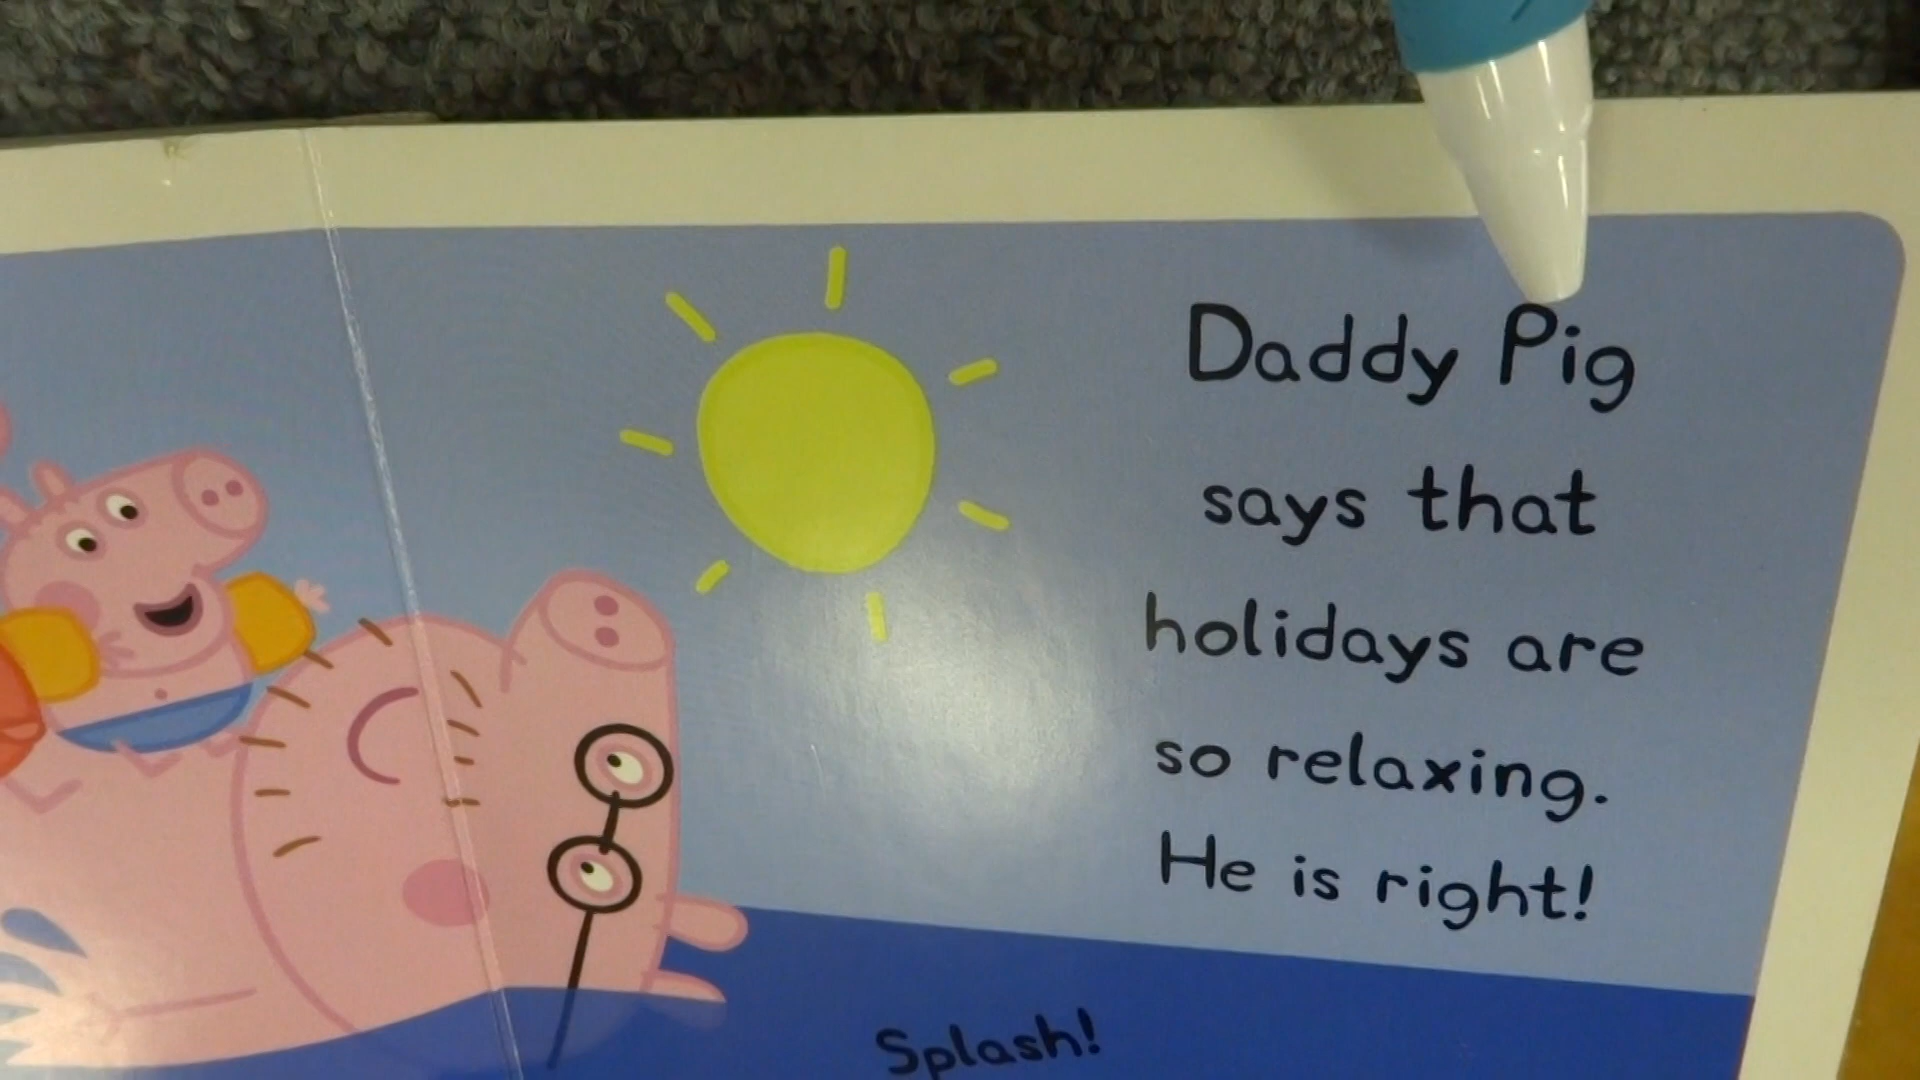 Daddy Pig
says that
holidays are
so relaxing.
He is right!
Splash!